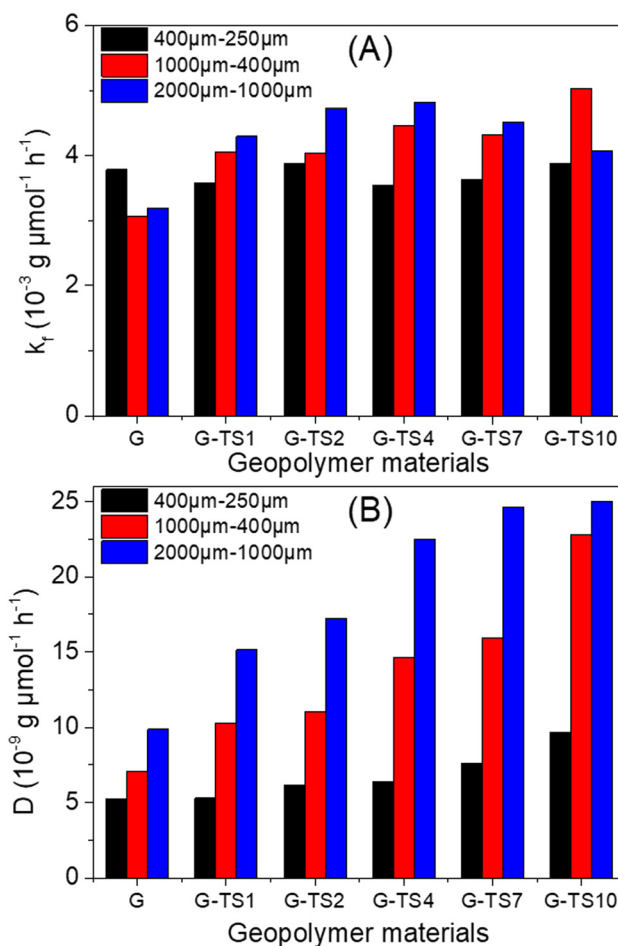 (A)
400µm-250µm
1000µm-400µm
2000µm-1000µm
6
4
2
0
k_f (10⁻³ g µmol⁻¹ h⁻¹)
G G-TS1 G-TS2 G-TS4 G-TS7 G-TS10
Geopolymer materials
(B)
400µm-250µm
1000µm-400µm
2000µm-1000µm
25
20
15
10
5
0
D (10⁻⁹ g µmol⁻¹ h⁻¹)
G G-TS1 G-TS2 G-TS4 G-TS7 G-TS10
Geopolymer materials